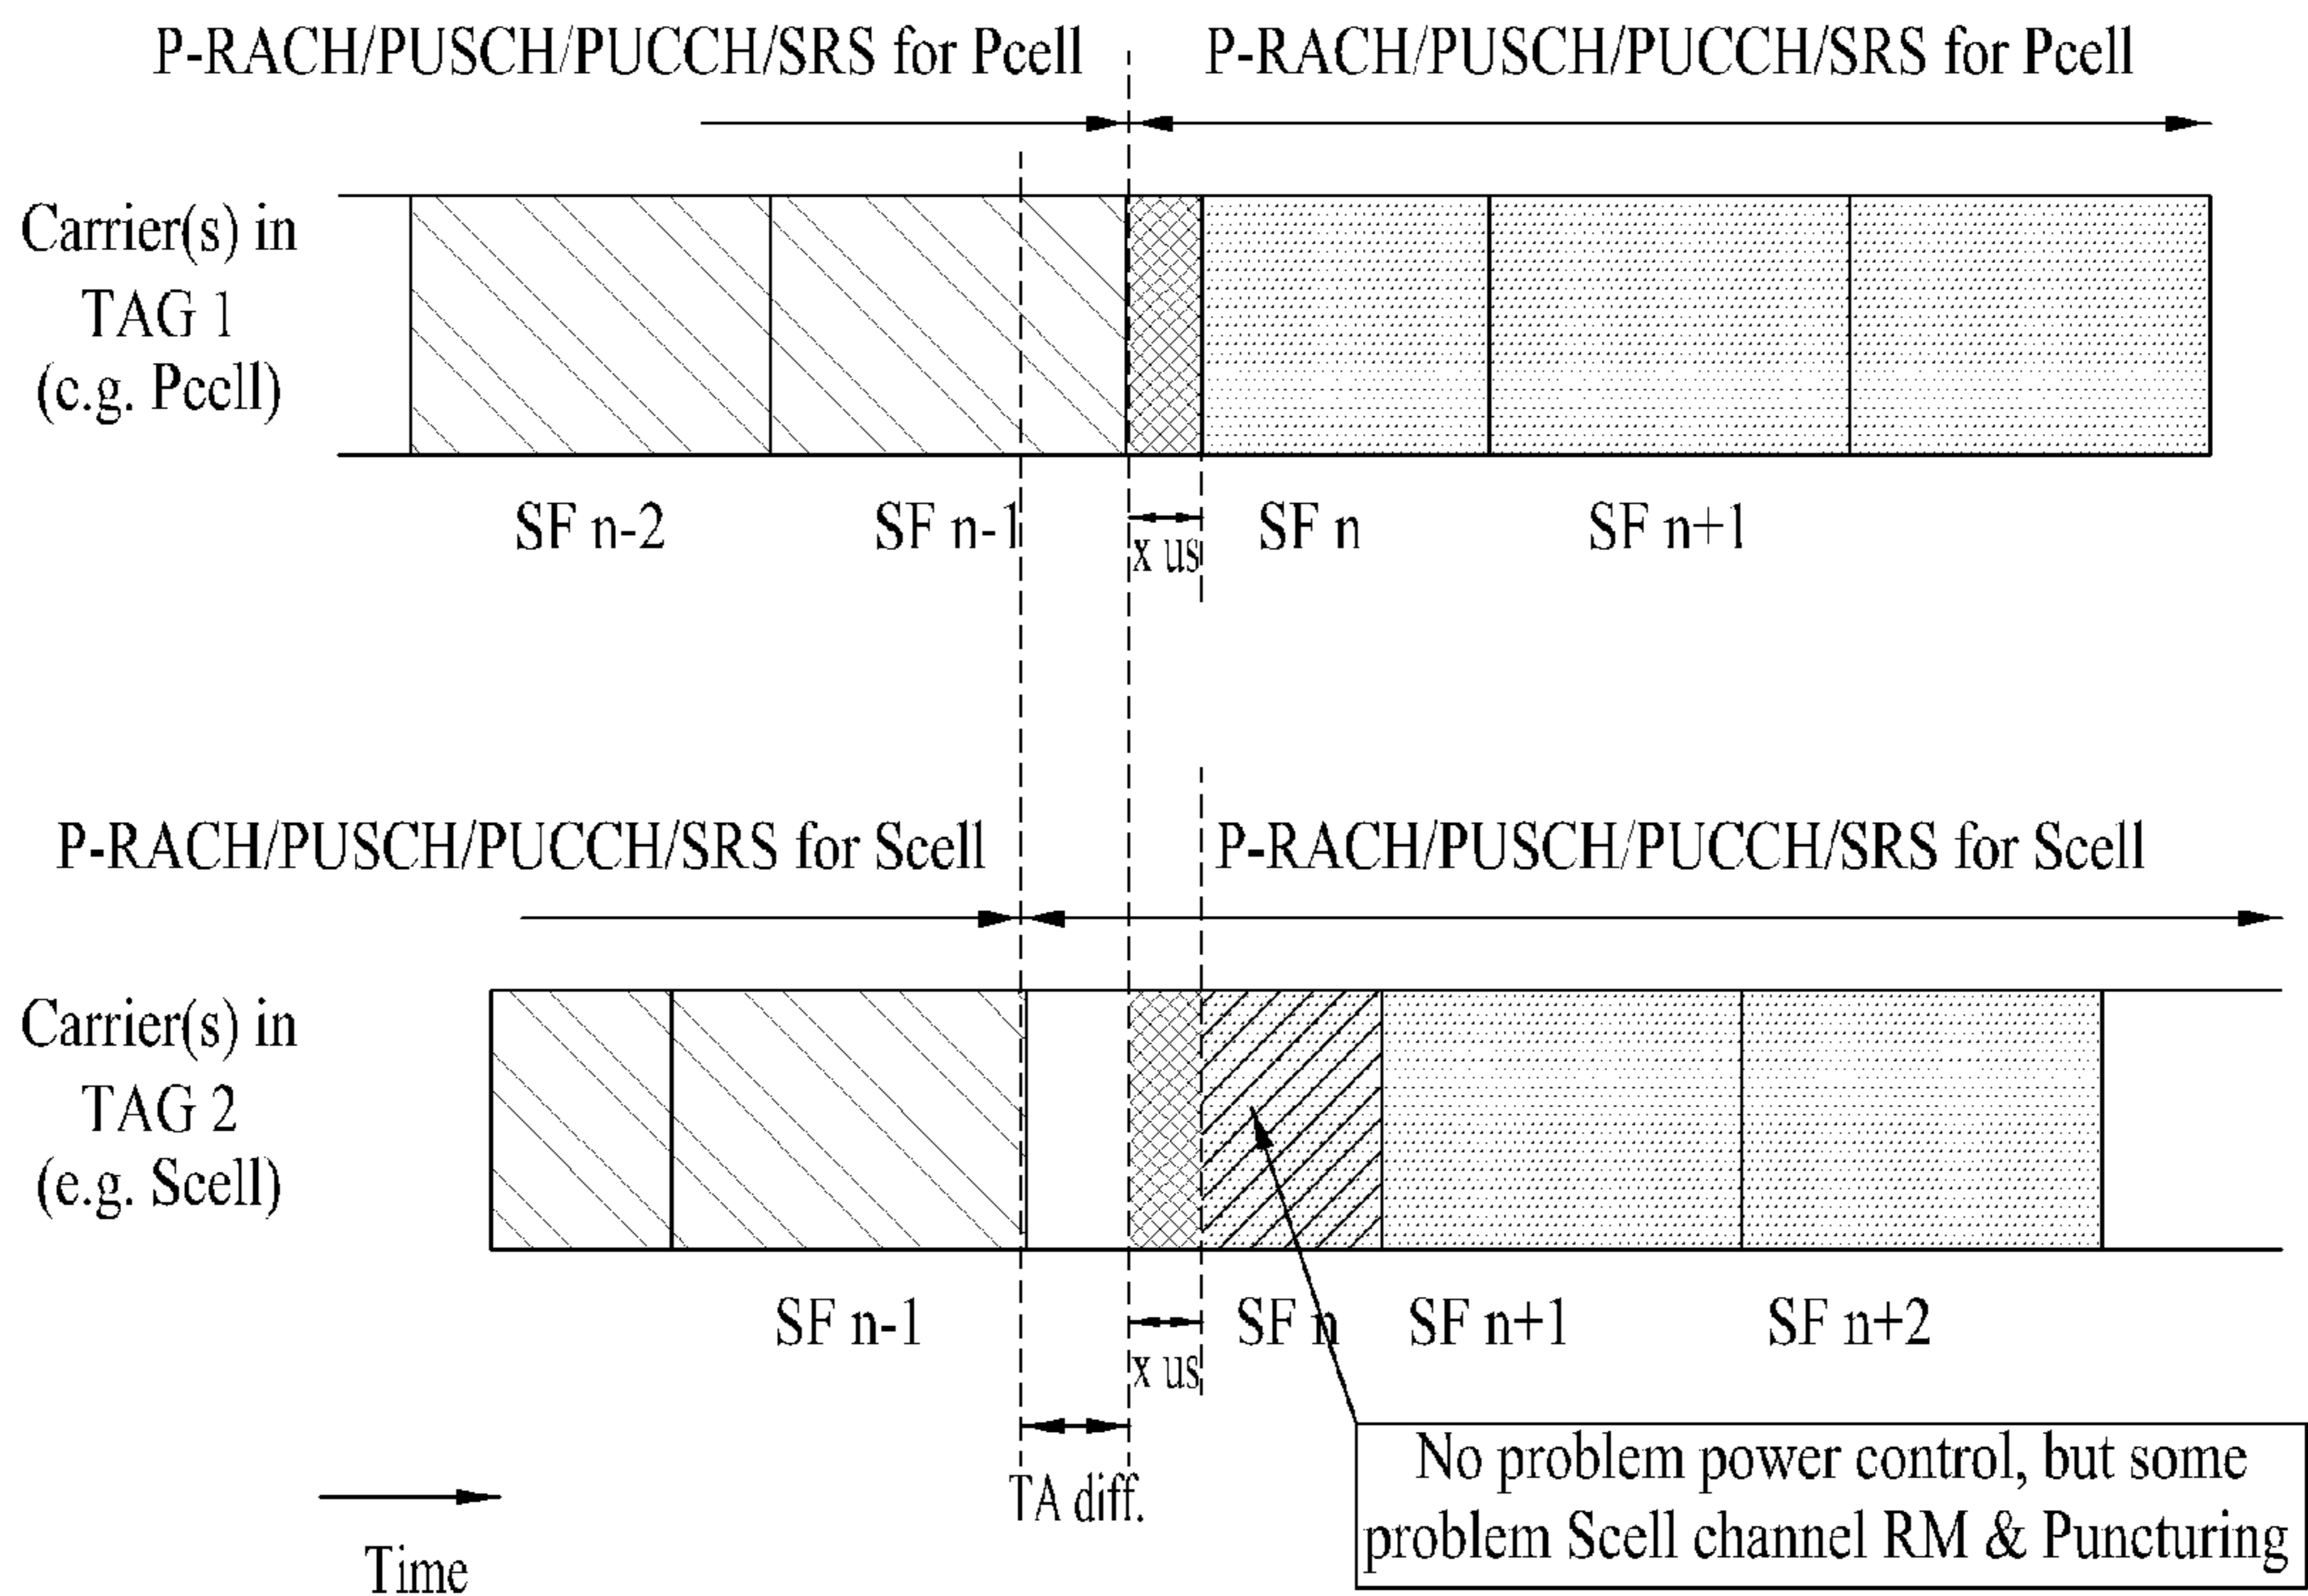 P-RACH/PUSCH/PUCCH/SRS for Pcell
P-RACH/PUSCH/PUCCH/SRS for Pcell
Carrier(s) in
TAG 1
(c.g. Pcell)
SF n-2
SF n-1
x us
SF n
SF n+1
P-RACH/PUSCH/PUCCH/SRS for Scell
P-RACH/PUSCH/PUCCH/SRS for Scell
Carrier(s) in
TAG 2
(e.g. Scell)
SF n-1
x us
SF n
SF n+1
SF n+2
TA diff.
No problem power control, but some
problem Scell channel RM & Puncturing
Time